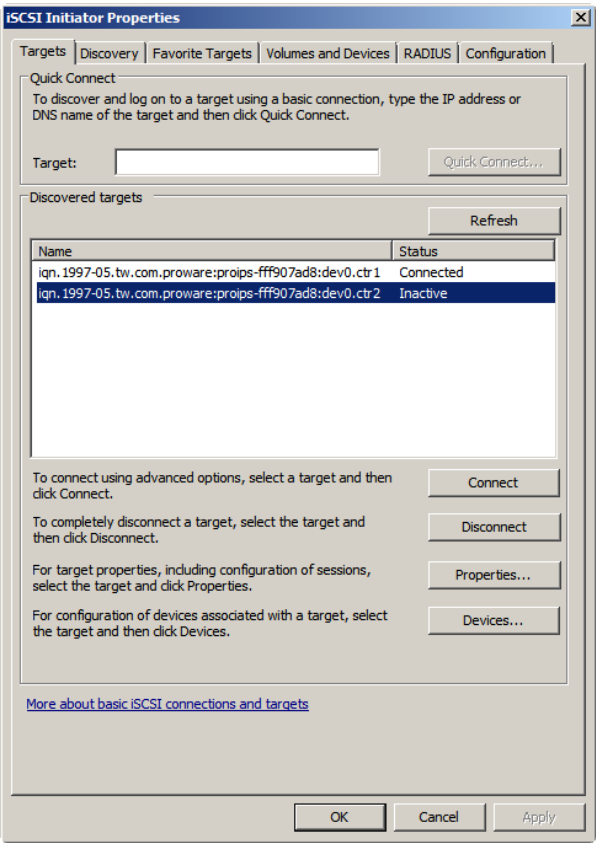 iSCSI Initiator Properties
Targets Discovery Favorite Targets Volumes and Devices RADIUS Configuration
Quick Connect
To discover and log on to a target using a basic connection, type the IP address or
DNS name of the target and then click Quick Connect.
Target: Quick Connect...
Discovered targets
Refresh
Name Status
iqn.1997-05.tw.com.proware:proips-fff907ad8:dev0.ctr1 Connected
iqn.1997-05.tw.com.proware:proips-fff907ad8:dev0.ctr2 Inactive
To connect using advanced options, select a target and then
click Connect.
Connect
To completely disconnect a target, select the target and
then click Disconnect.
Disconnect
For target properties, including configuration of sessions,
select the target and click Properties.
Properties...
For configuration of devices associated with a target, select
the target and then click Devices.
Devices...
More about basic iSCSI connections and targets
OK Cancel Apply